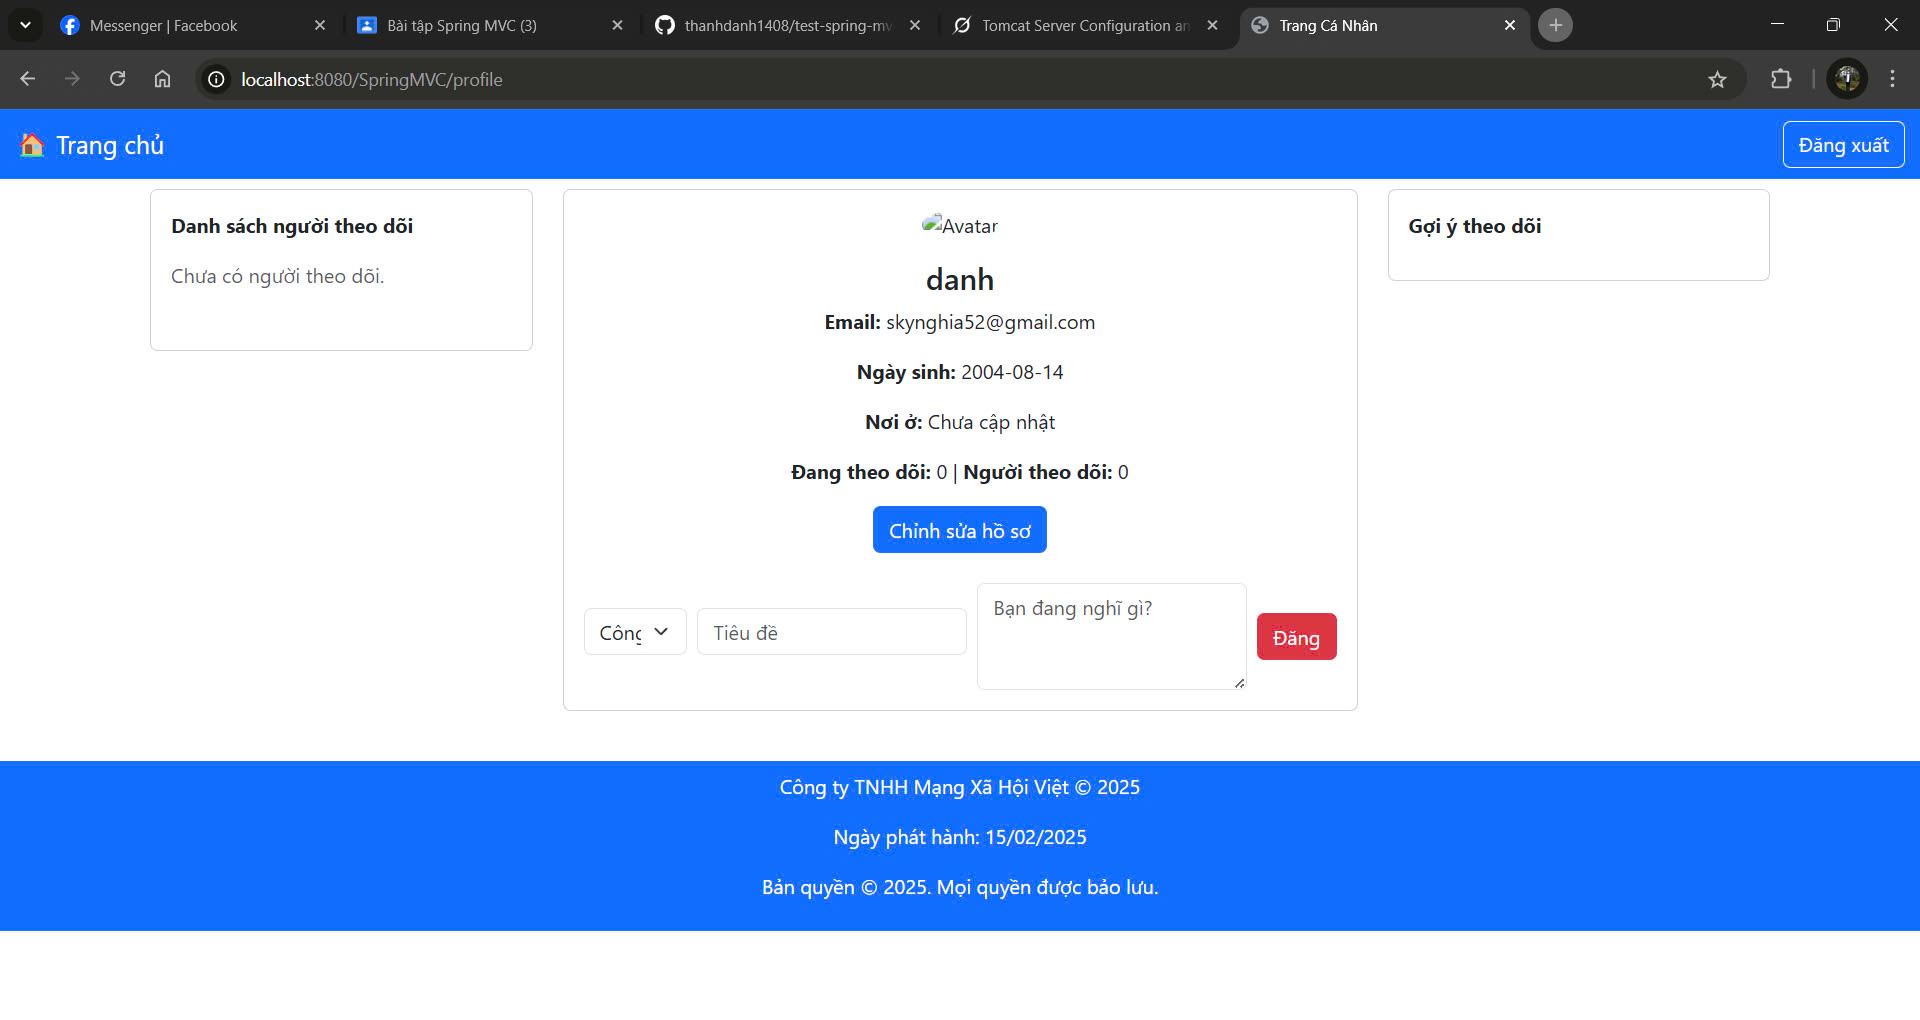 Messenger | Facebook
Bài tập Spring MVC (3)
thanhdanh1408/test-spring-mv
Tomcat Server Configuration an
Trang Cá Nhân
localhost:8080/SpringMVC/profile
Trang chủ
Đăng xuất
Danh sách người theo dõi
Chưa có người theo dõi.
Avatar
danh
Email: skynghia52@gmail.com
Ngày sinh: 2004-08-14
Nơi ở: Chưa cập nhật
Đang theo dõi: 0 | Người theo dõi: 0
Chỉnh sửa hồ sơ
Công
Tiêu đề
Bạn đang nghĩ gì?
Đăng
Gợi ý theo dõi
Công ty TNHH Mạng Xã Hội Việt © 2025
Ngày phát hành: 15/02/2025
Bản quyền © 2025. Mọi quyền được bảo lưu.